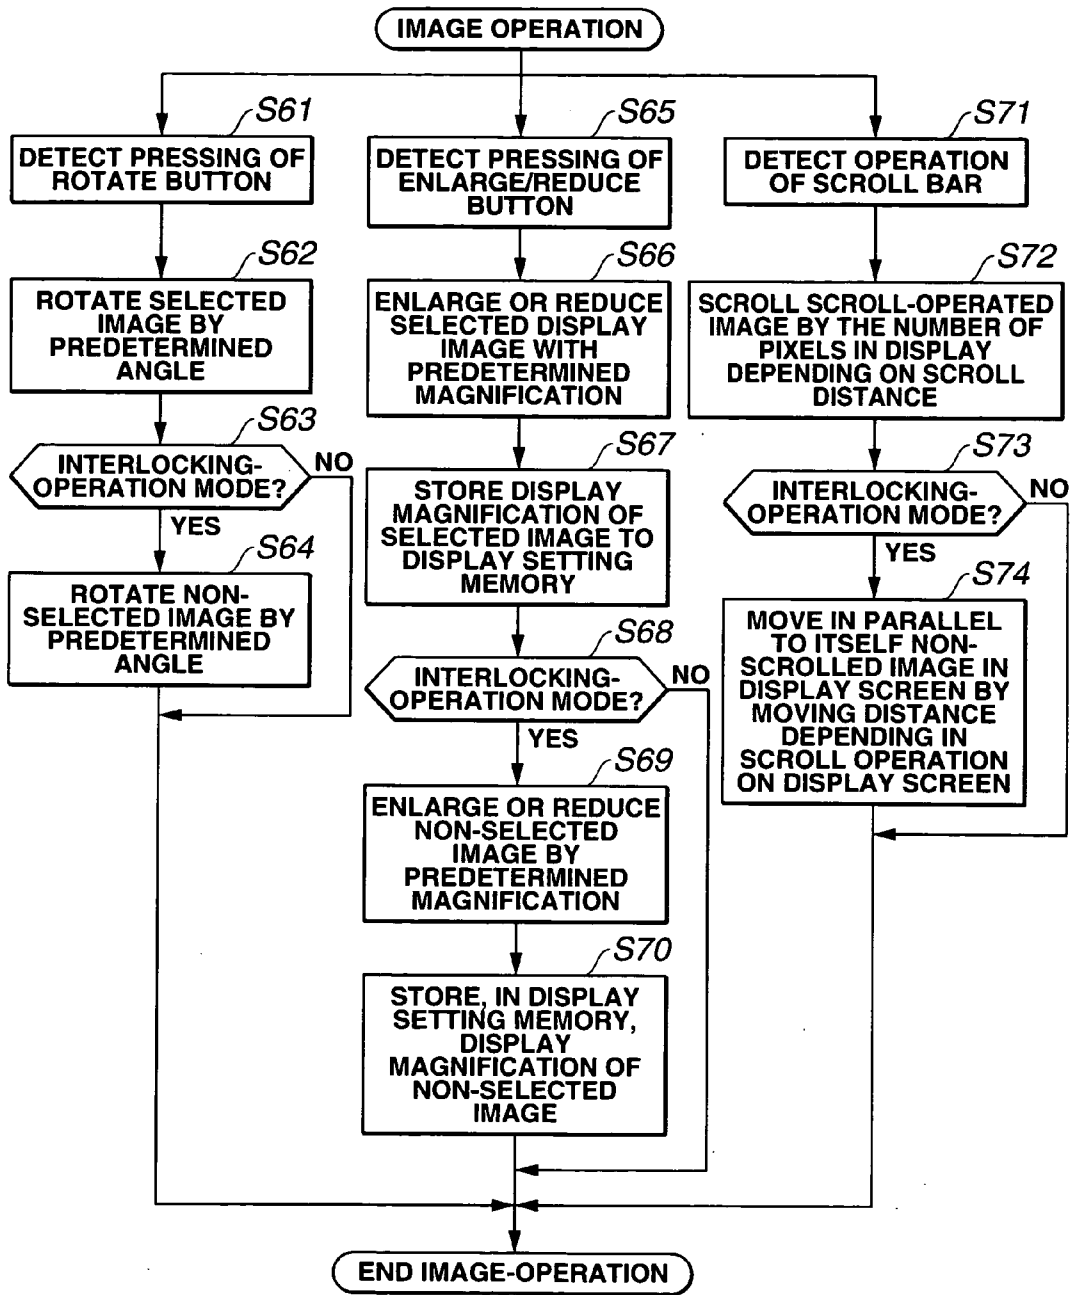 IMAGE OPERATION
S61
DETECT PRESSING OF
ROTATE BUTTON
S62
ROTATE SELECTED
IMAGE BY
PREDETERMINED
ANGLE
S63
INTERLOCKING-
OPERATION MODE?
NO
YES
S64
ROTATE NON-
SELECTED IMAGE BY
PREDETERMINED
ANGLE
S65
DETECT PRESSING OF
ENLARGE/REDUCE
BUTTON
S66
ENLARGE OR REDUCE
SELECTED DISPLAY
IMAGE WITH
PREDETERMINED
MAGNIFICATION
S67
STORE DISPLAY
MAGNIFICATION OF
SELECTED IMAGE TO
DISPLAY SETTING
MEMORY
S68
INTERLOCKING-
OPERATION MODE?
NO
YES
S69
ENLARGE OR REDUCE
NON-SELECTED
IMAGE BY
PREDETERMINED
MAGNIFICATION
S70
STORE, IN DISPLAY
SETTING MEMORY,
DISPLAY
MAGNIFICATION OF
NON-SELECTED
IMAGE
S71
DETECT OPERATION
OF SCROLL BAR
S72
SCROLL SCROLL-OPERATED
IMAGE BY THE NUMBER OF
PIXELS IN DISPLAY
DEPENDING ON SCROLL
DISTANCE
S73
INTERLOCKING-
OPERATION MODE?
NO
YES
S74
MOVE IN PARALLEL
TO ITSELF NON-
SCROLLED IMAGE IN
DISPLAY SCREEN BY
MOVING DISTANCE
DEPENDING IN
SCROLL OPERATION
ON DISPLAY SCREEN
END IMAGE-OPERATION